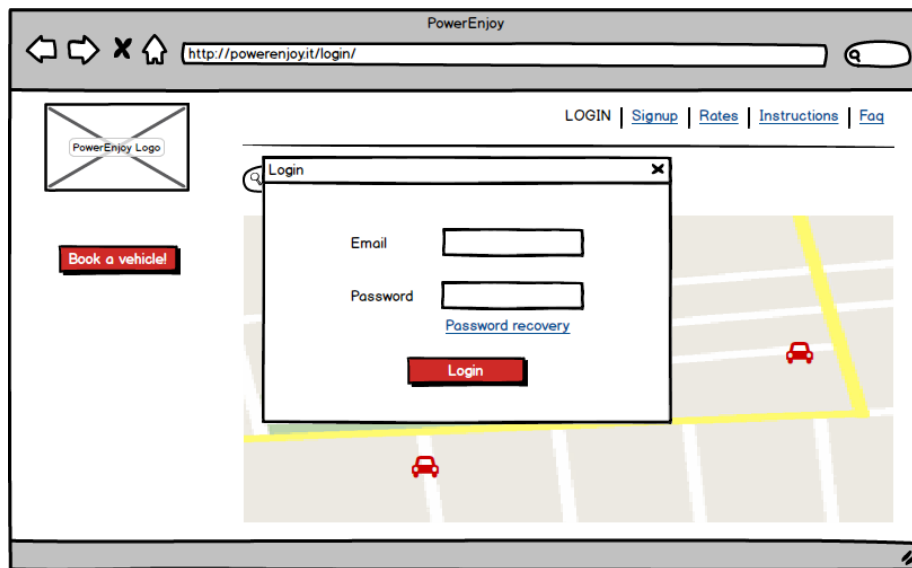 PowerEnjoy
http://powerenjoy.it/login/
LOGIN Signup Rates Instructions Faq
PowerEnjoy Logo
Login
Book a vehicle!
Email
Password
Password recovery
Login